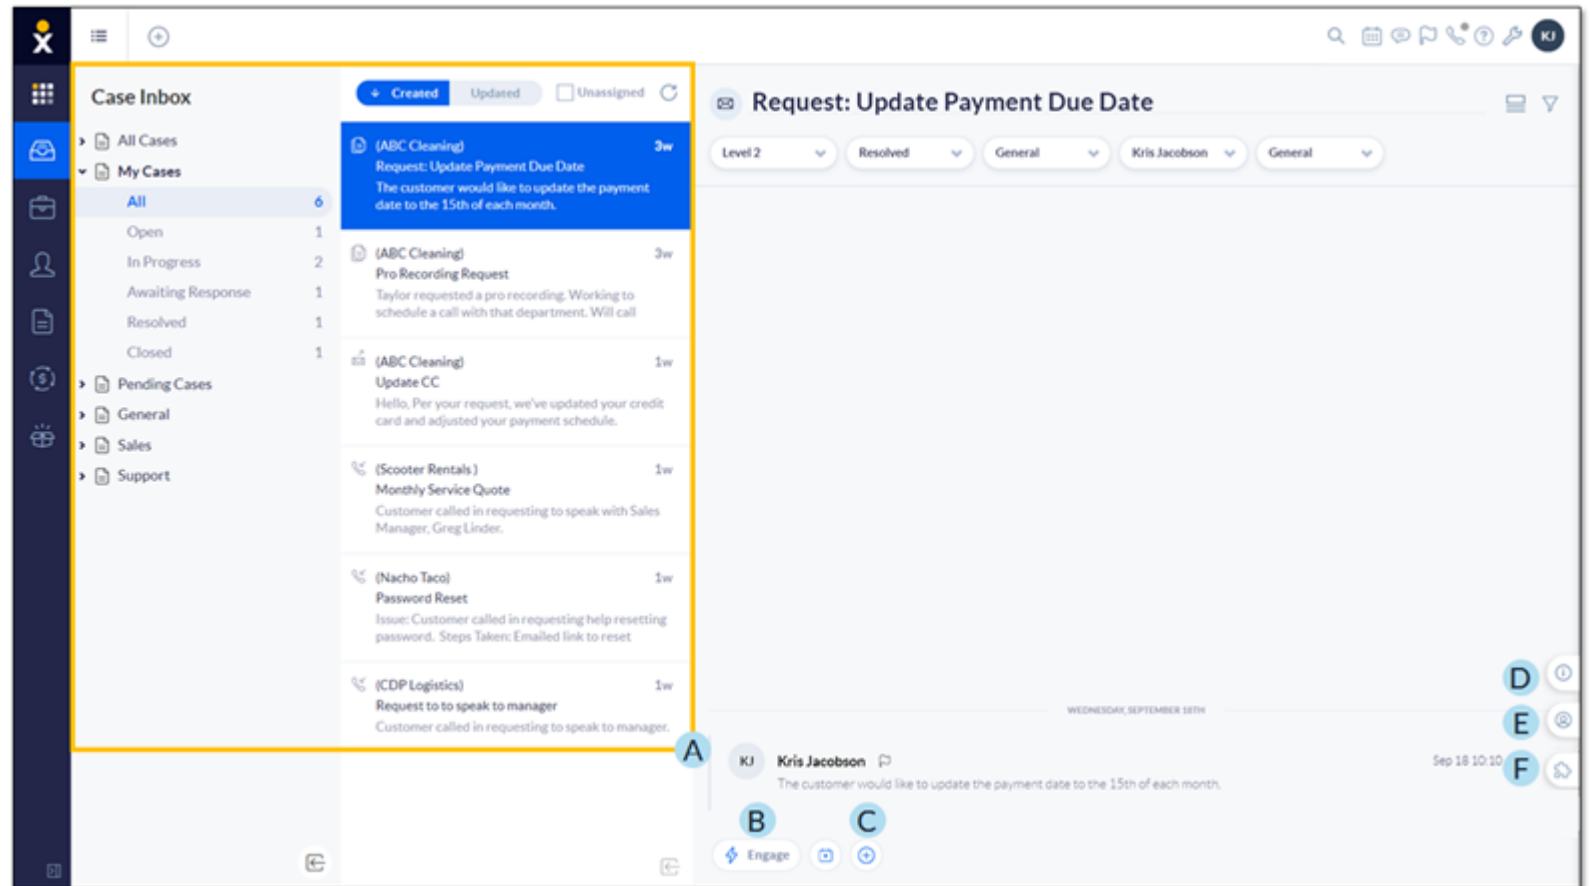 KJ
Case Inbox
All Cases
My Cases
All 6
Open 1
In Progress 2
Awaiting Response 1
Resolved 1
Closed 1
Pending Cases
General
Sales
Support
Created Updated Unassigned
(ABC Cleaning) 3w
Request: Update Payment Due Date
The customer would like to update the payment
date to the 15th of each month.
(ABC Cleaning) 3w
Pro Recording Request
Taylor requested a pro recording. Working to
schedule a call with that department. Will call
(ABC Cleaning) 1w
Update CC
Hello, Per your request, we've updated your credit
card and adjusted your payment schedule.
(Scooter Rentals ) 1w
Monthly Service Quote
Customer called in requesting to speak with Sales
Manager, Greg Linder.
(Nacho Taco) 1w
Password Reset
Issue: Customer called in requesting help resetting
password. Steps Taken: Emailed link to reset
(CDP Logistics) 1w
Request to to speak to manager
Customer called in requesting to speak to manager.
A
Request: Update Payment Due Date
Level 2 Resolved General Kris Jacobson General
D
E
F
WEDNESDAY, SEPTEMBER 18TH
KJ Kris Jacobson Sep 18 10:10
The customer would like to update the payment date to the 15th of each month.
B C
Engage